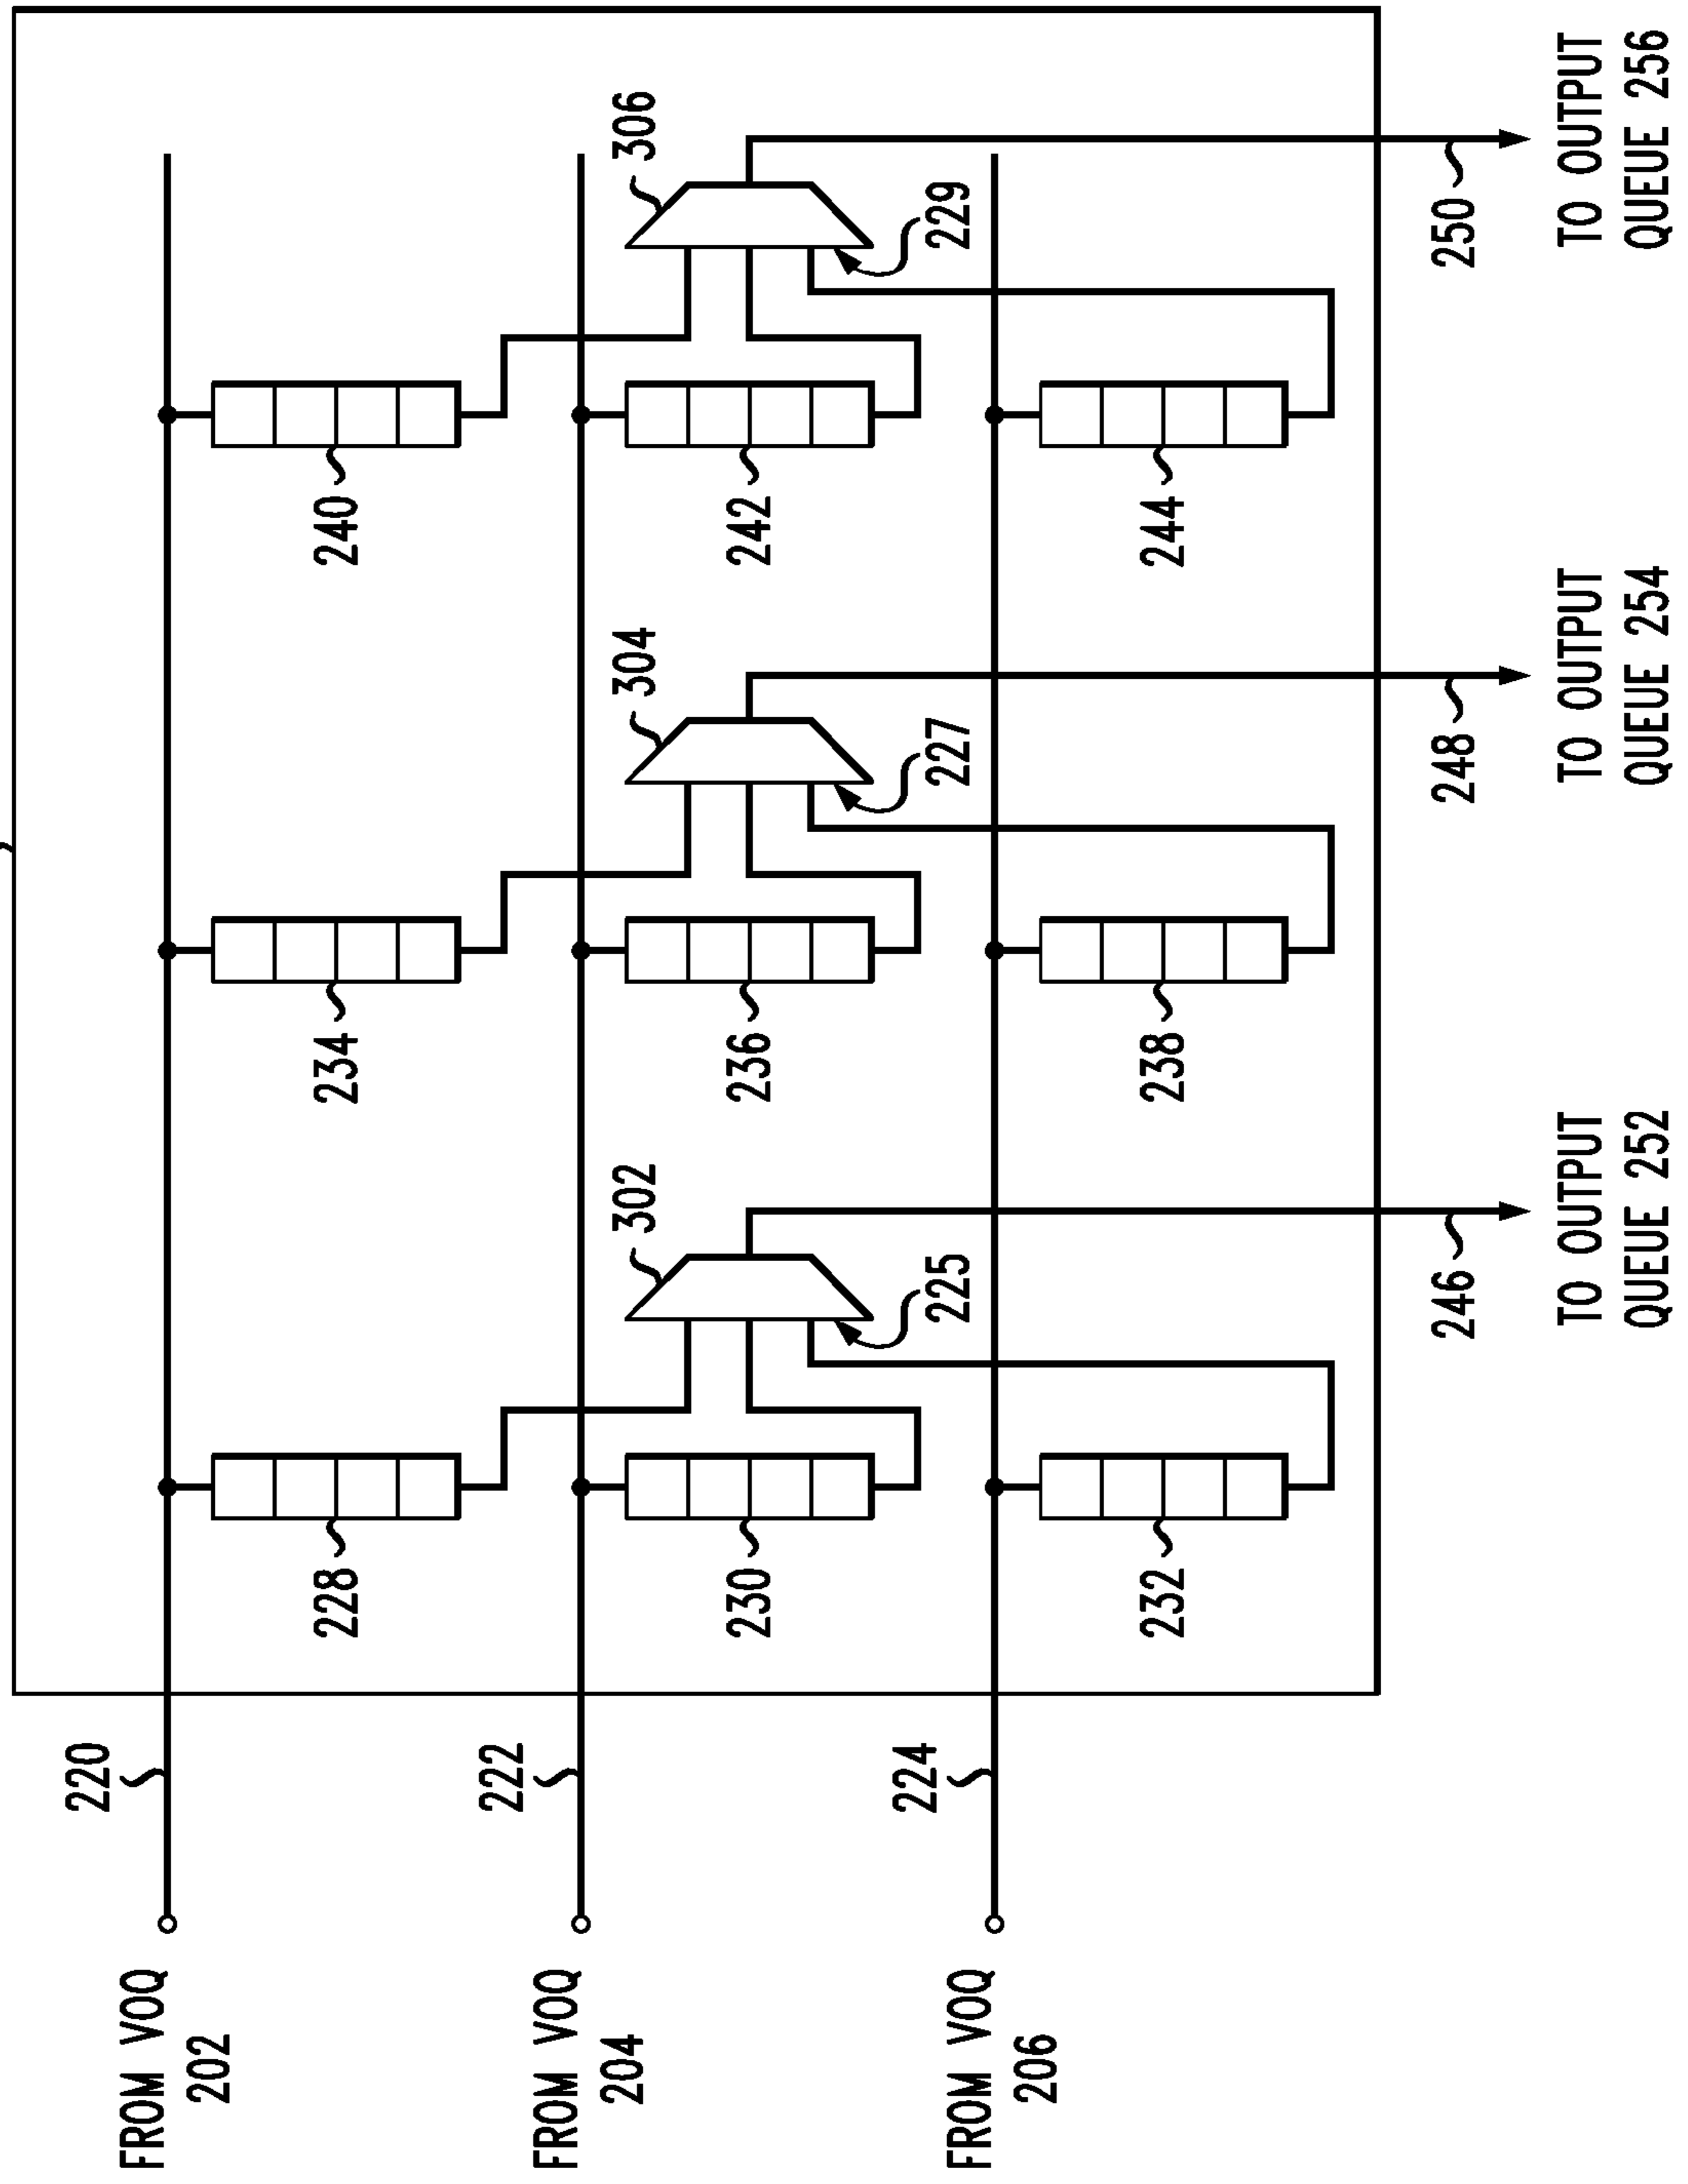 220
FROM VOQ
202
228
234
240
222
FROM VOQ
204
302
304
306
230
236
242
224
225
227
229
FROM VOQ
206
232
238
244
246
248
250
TO OUTPUT
QUEUE 252
TO OUTPUT
QUEUE 254
TO OUTPUT
QUEUE 256